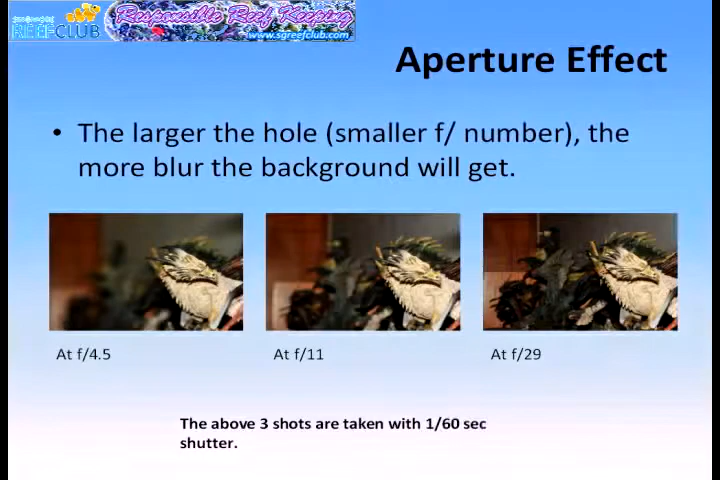 REEFCLUB
Responsible Reef Keeping
www.sgreefclub.com
Aperture Effect
• The larger the hole (smaller f/ number), the
more blur the background will get.
At f/4.5
At f/11
At f/29
The above 3 shots are taken with 1/60 sec
shutter.